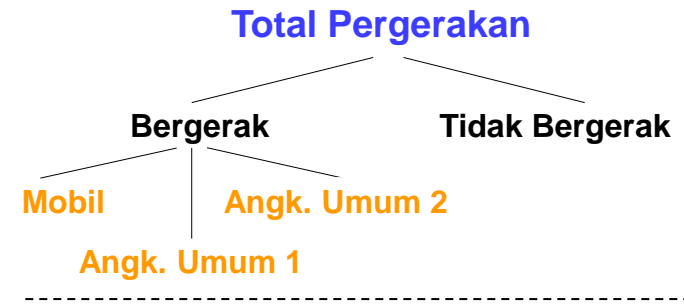 Total Pergerakan
Bergerak
Tidak Bergerak
Mobil
Angk. Umum 2
Angk. Umum 1